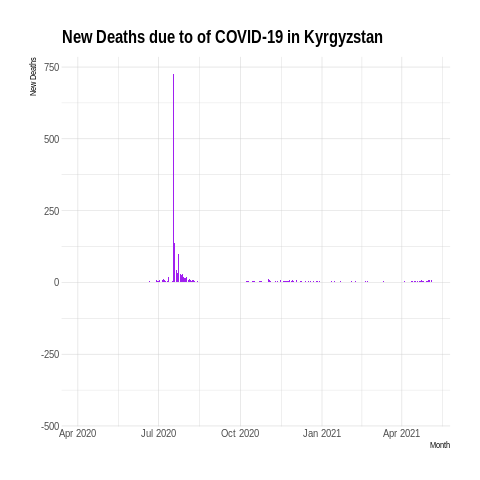 New Deaths due to of COVID-19 in Kyrgyzstan
New Deaths
750
500
250
0
-250
-500
Apr 2020 Jul 2020 Oct 2020 Jan 2021 Apr 2021
Month